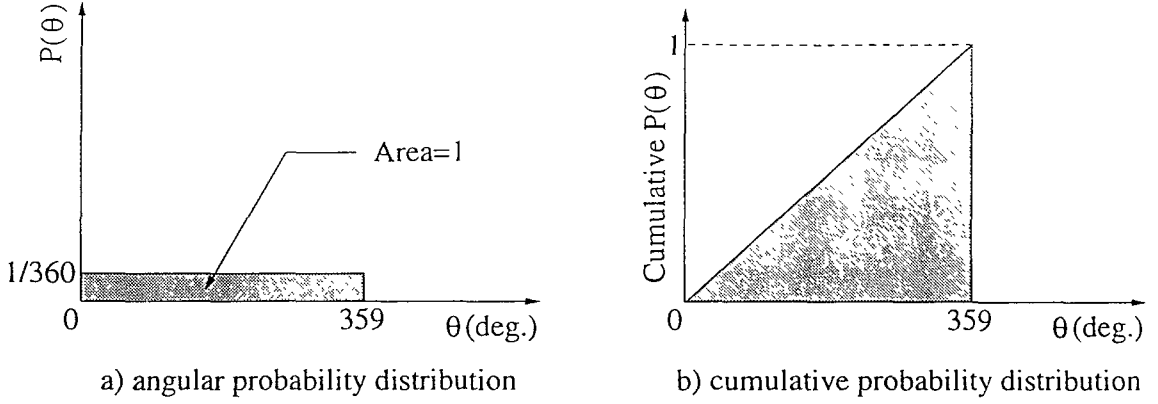 P(θ)
Area=1
1/360
0
359
θ(deg.)
a) angular probability distribution
Cumulative P(θ)
1
0
359
θ(deg.)
b) cumulative probability distribution